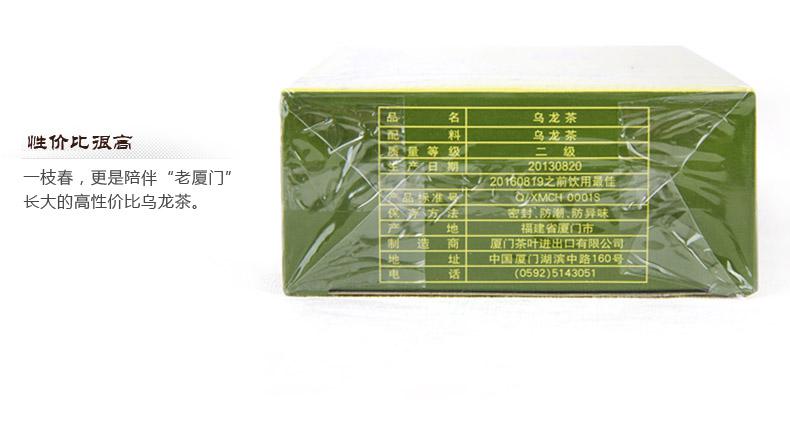 性价比很高
一枝春，更是陪伴“老厦门”
长大的高性价比乌龙茶。
品名 乌龙茶
配料 乌龙茶
质量等级 二级
生产日期 20130820
20160819之前饮用最佳
产品标准号 Q/XMCH 0001S
保存方法 密封、防潮、防异味
产地 福建省厦门市
制造商 厦门茶叶进出口有限公司
地址 中国厦门湖滨中路160号
电话 (0592)5143051